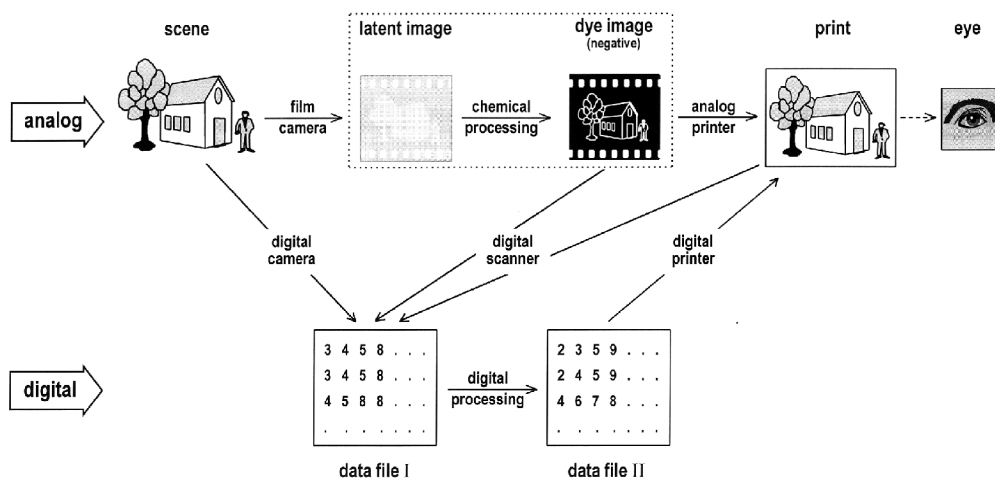 scene
latent image
dye image
(negative)
print
eye
analog
film
camera
chemical
processing
analog
printer
digital
camera
digital
scanner
digital
printer
digital
3 4 5 8 . . .
3 4 5 8 . . .
4 5 8 8 . . .
. . . . . . .
digital
processing
2 3 5 9 . . .
2 4 5 9 . . .
4 6 7 8 . . .
. . . . . . .
data file I
data file II